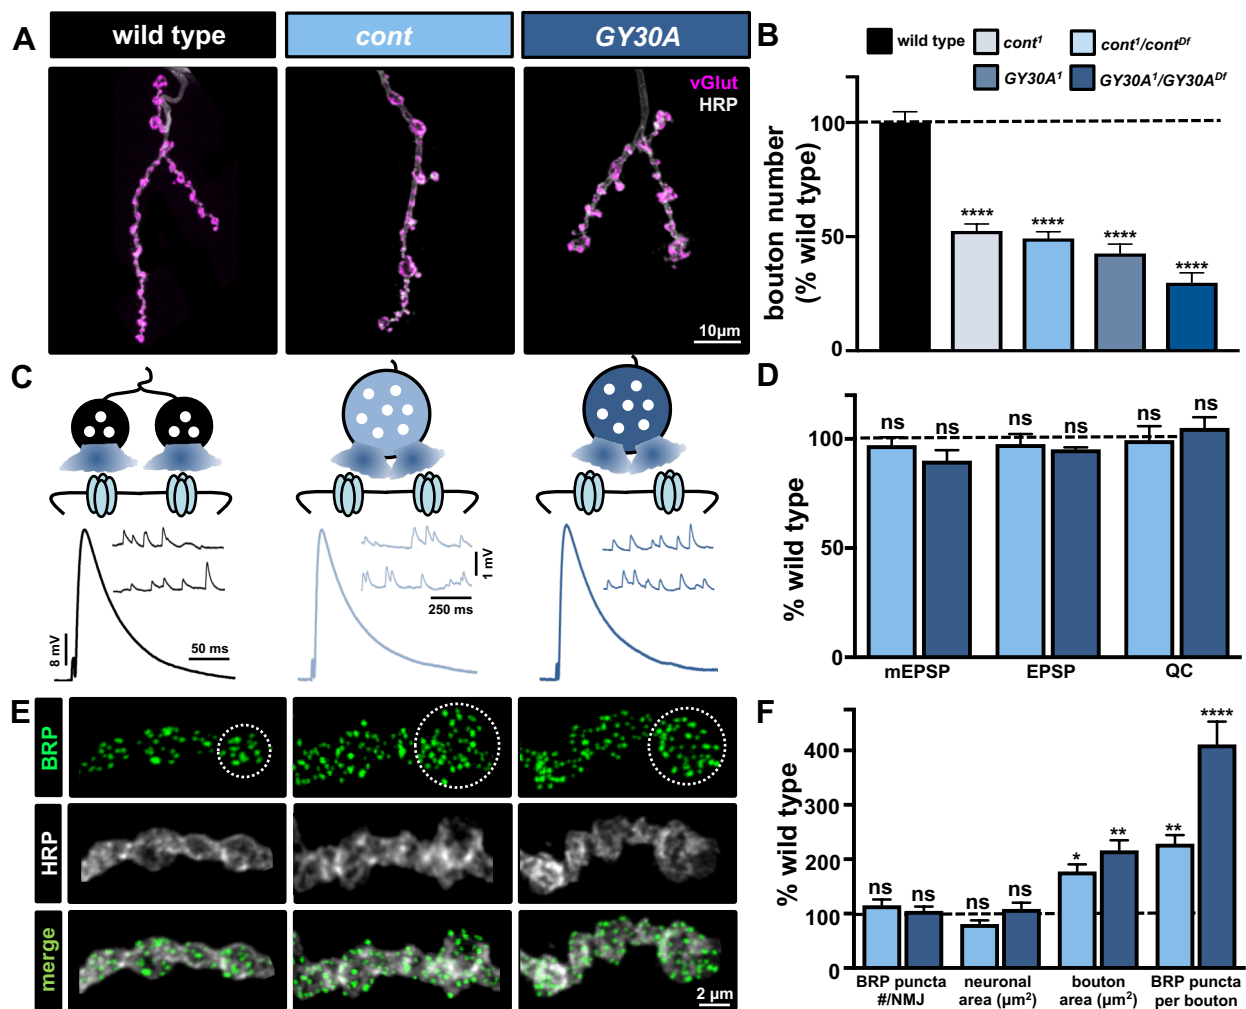 A
wild type
cont
GY30A
vGlut
HRP
10µm
B
wild type
cont¹
cont¹/contᴰᶠ
GY30A¹
GY30A¹/GY30Aᴰᶠ
bouton number
(% wild type)
100
50
0
****
****
****
****
C
8 mV
50 ms
1 mV
250 ms
D
% wild type
100
50
0
ns
ns
ns
ns
ns
ns
mEPSP
EPSP
QC
E
BRP
HRP
merge
2 µm
F
% wild type
400
300
200
100
0
ns
ns
ns
ns
*
**
**
****
BRP puncta
#/NMJ
neuronal
area (µm²)
bouton
area (µm²)
BRP puncta
per bouton